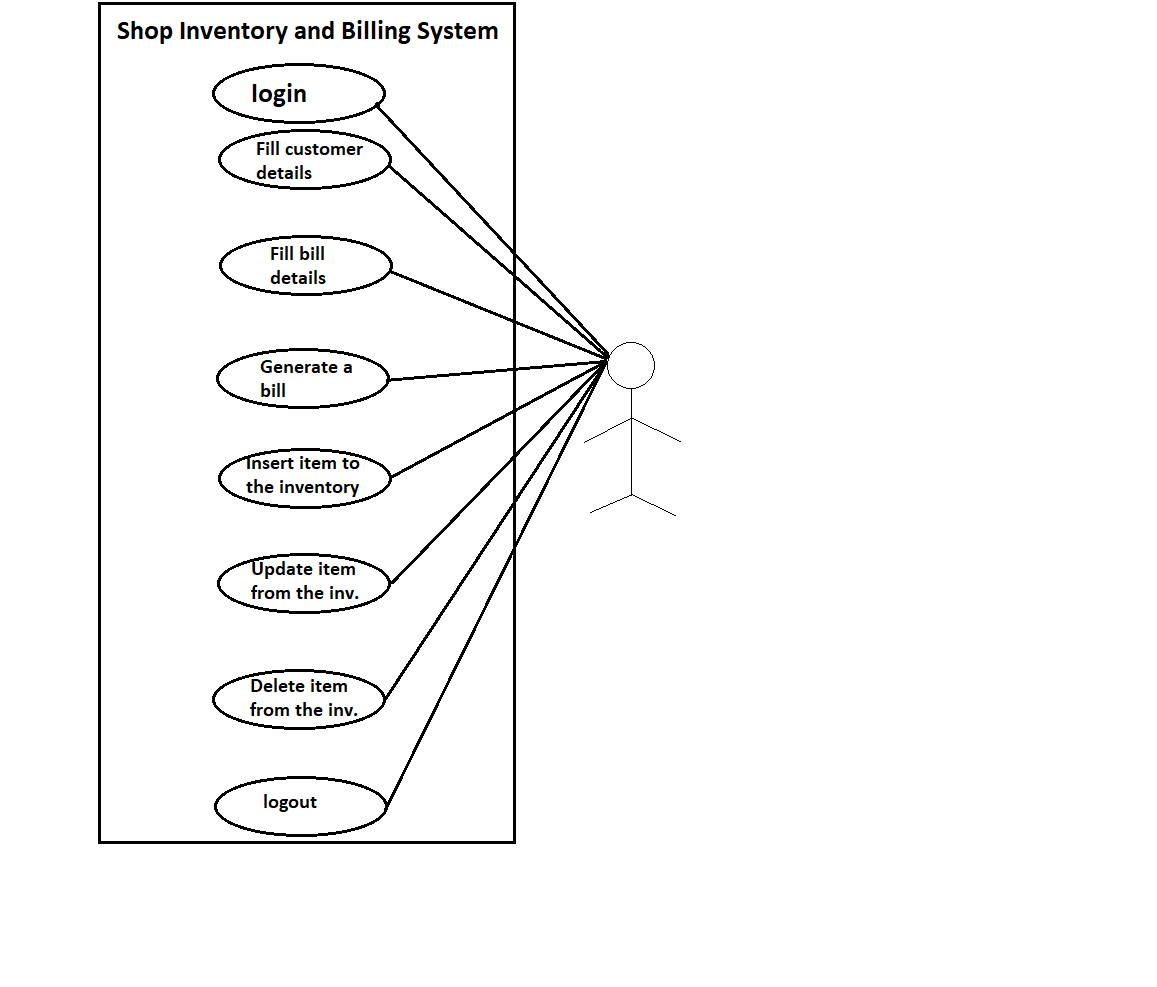 Shop Inventory and Billing System
login
Fill customer
details
Fill bill
details
Generate a
bill
Insert item to
the inventory
Update item
from the inv.
Delete item
from the inv.
logout